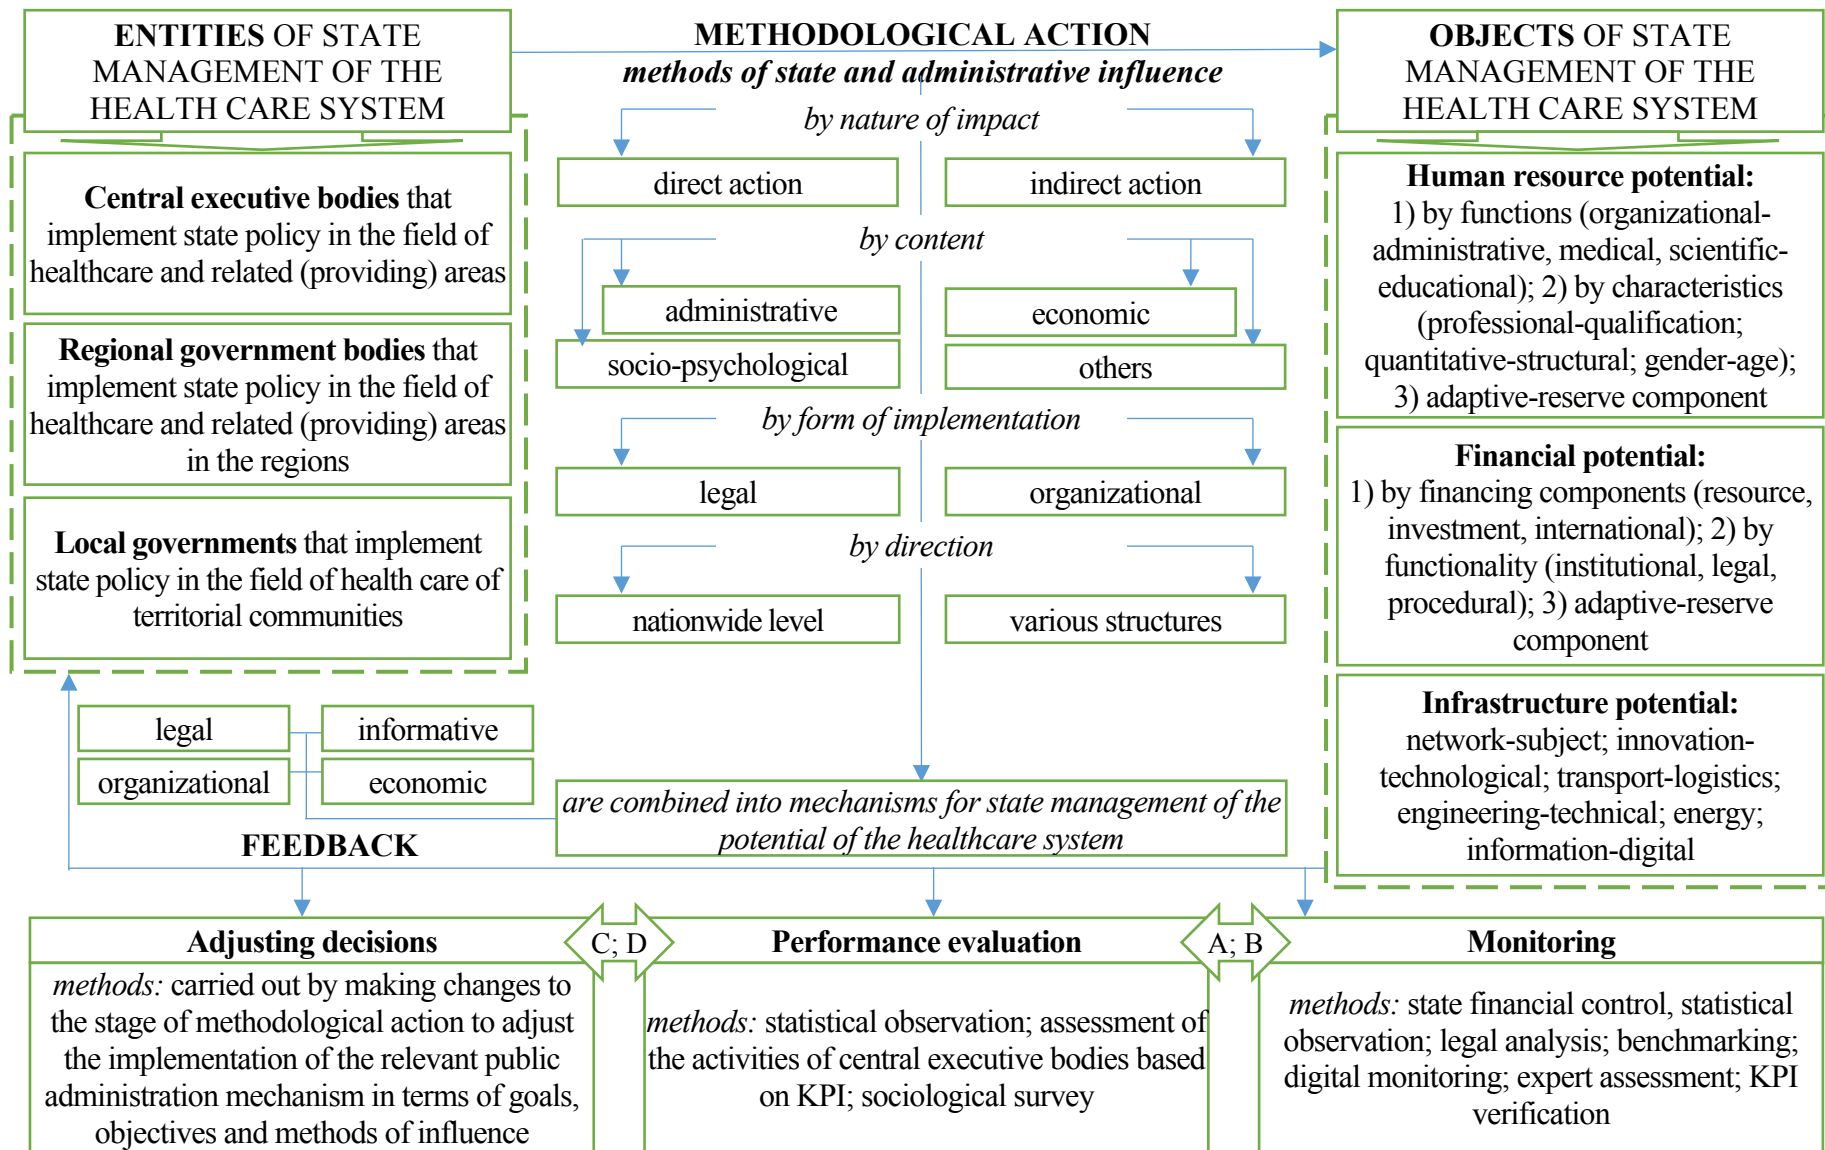 ENTITIES OF STATE
MANAGEMENT OF THE
HEALTH CARE SYSTEM
Central executive bodies that
implement state policy in the field of
healthcare and related (providing) areas
Regional government bodies that
implement state policy in the field of
healthcare and related (providing) areas
in the regions
Local governments that implement
state policy in the field of health care of
territorial communities
METHODOLOGICAL ACTION
methods of state and administrative influence
by nature of impact
direct action
indirect action
by content
administrative
economic
socio-psychological
others
by form of implementation
legal
organizational
by direction
nationwide level
various structures
OBJECTS OF STATE
MANAGEMENT OF THE
HEALTH CARE SYSTEM
Human resource potential:
1) by functions (organizational-
administrative, medical, scientific-
educational); 2) by characteristics
(professional-qualification;
quantitative-structural; gender-age);
3) adaptive-reserve component
Financial potential:
1) by financing components (resource,
investment, international); 2) by
functionality (institutional, legal,
procedural); 3) adaptive-reserve
component
Infrastructure potential:
network-subject; innovation-
technological; transport-logistics;
engineering-technical; energy;
information-digital
legal
informative
organizational
economic
are combined into mechanisms for state management of the
potential of the healthcare system
FEEDBACK
Adjusting decisions
methods: carried out by making changes to
the stage of methodological action to adjust
the implementation of the relevant public
administration mechanism in terms of goals,
objectives and methods of influence
C; D
Performance evaluation
methods: statistical observation; assessment of
the activities of central executive bodies based
on KPI; sociological survey
A; B
Monitoring
methods: state financial control, statistical
observation; legal analysis; benchmarking;
digital monitoring; expert assessment; KPI
verification